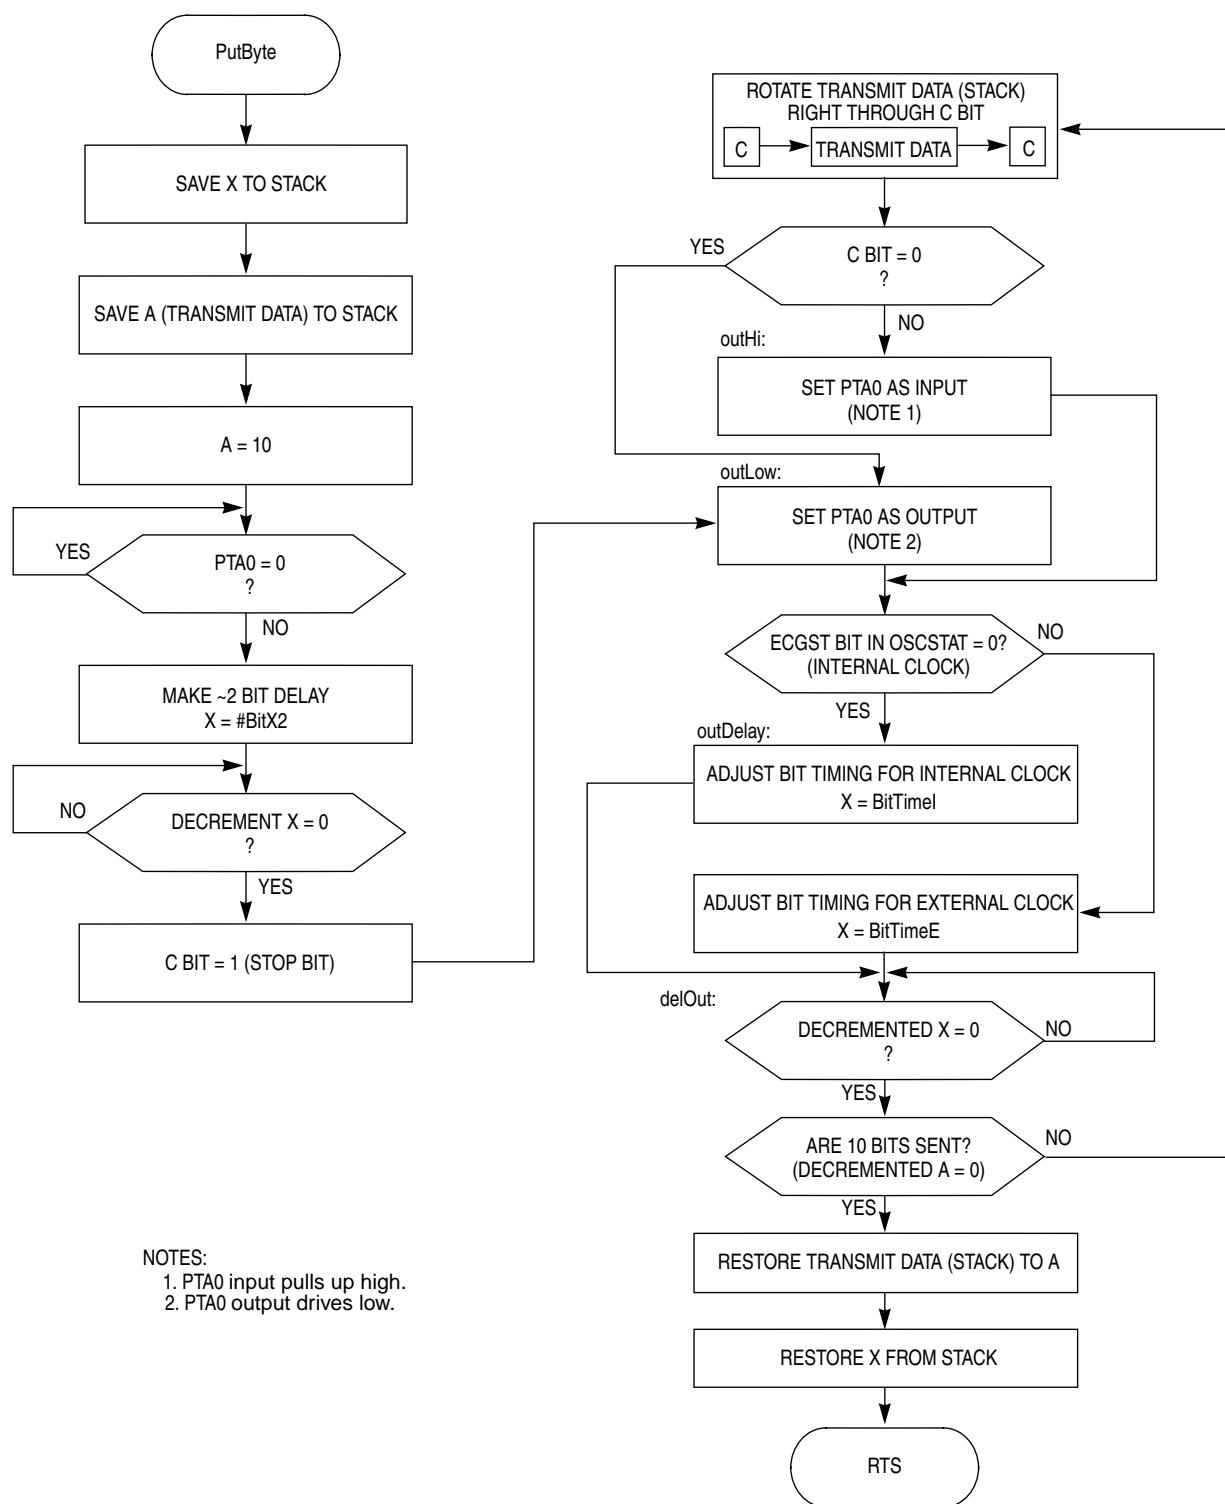 PutByte
SAVE X TO STACK
SAVE A (TRANSMIT DATA) TO STACK
A = 10
YES
PTA0 = 0
?
NO
MAKE ~2 BIT DELAY
X = #BitX2
NO
DECREMENT X = 0
?
YES
C BIT = 1 (STOP BIT)
NOTES:
1. PTA0 input pulls up high.
2. PTA0 output drives low.
ROTATE TRANSMIT DATA (STACK)
RIGHT THROUGH C BIT
C TRANSMIT DATA C
YES
C BIT = 0
?
NO
outHi:
SET PTA0 AS INPUT
(NOTE 1)
outLow:
SET PTA0 AS OUTPUT
(NOTE 2)
ECGST BIT IN OSCSTAT = 0?
(INTERNAL CLOCK)
NO
YES
outDelay:
ADJUST BIT TIMING FOR INTERNAL CLOCK
X = BitTimeI
ADJUST BIT TIMING FOR EXTERNAL CLOCK
X = BitTimeE
delOut:
DECREMENTED X = 0
?
NO
YES
ARE 10 BITS SENT?
(DECREMENTED A = 0)
NO
YES
RESTORE TRANSMIT DATA (STACK) TO A
RESTORE X FROM STACK
RTS